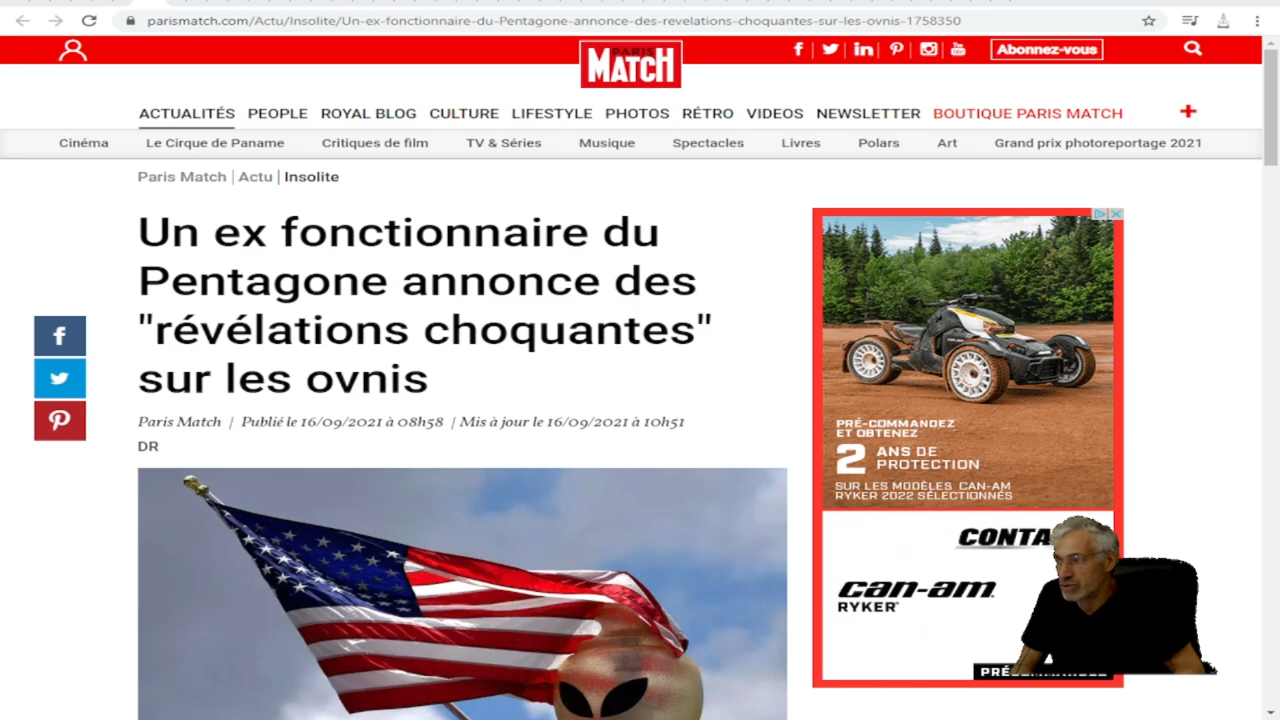 parismatch.com/Actu/Insolite/Un-ex-fonctionnaire-du-Pentagone-annonce-des-revelations-choquantes-sur-les-ovnis-1758350
PARIS
MATCH
f in You Tube Abonnez-vous
ACTUALITÉS PEOPLE ROYAL BLOG CULTURE LIFESTYLE PHOTOS RÉTRO VIDEOS NEWSLETTER BOUTIQUE PARIS MATCH +
Cinéma Le Cirque de Paname Critiques de film TV & Séries Musique Spectacles Livres Polars Art Grand prix photoreportage 2021
Paris Match | Actu | Insolite
Un ex fonctionnaire du
Pentagone annonce des
"révélations choquantes"
sur les ovnis
Paris Match | Publié le 16/09/2021 à 08h58 | Mis à jour le 16/09/2021 à 10h51
DR
f
PRÉ-COMMANDEZ
ET OBTENEZ
2 ANS DE
PROTECTION
SUR LES MODÈLES CAN-AM
RYKER 2022 SÉLECTIONNÉS
CONTA
can-am
RYKER